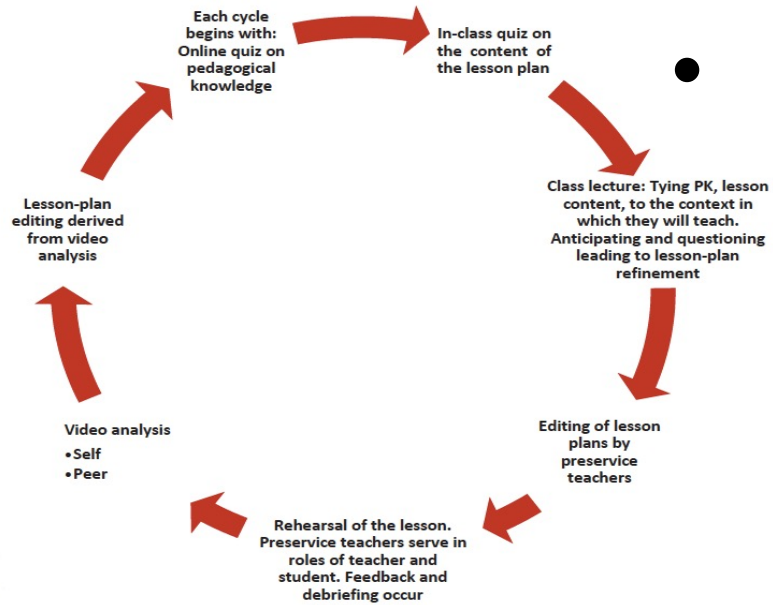 Each cycle
begins with:
Online quiz on
pedagogical
knowledge
In-class quiz on
the content of
the lesson plan
Class lecture: Tying PK, lesson
content, to the context in
which they will teach.
Anticipating and questioning
leading to lesson-plan
refinement
Editing of lesson
plans by
preservice
teachers
Rehearsal of the lesson.
Preservice teachers serve in
roles of teacher and
student. Feedback and
debriefing occur
Video analysis
•Self
•Peer
Lesson-plan
editing derived
from video
analysis